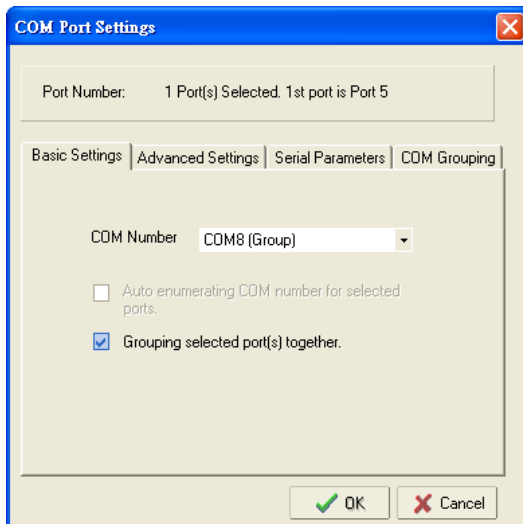 COM Port Settings
Port Number: 1 Port(s) Selected. 1st port is Port 5
Basic Settings Advanced Settings Serial Parameters COM Grouping
COM Number COM8 (Group)
Auto enumerating COM number for selected
ports.
Grouping selected port(s) together.
OK Cancel